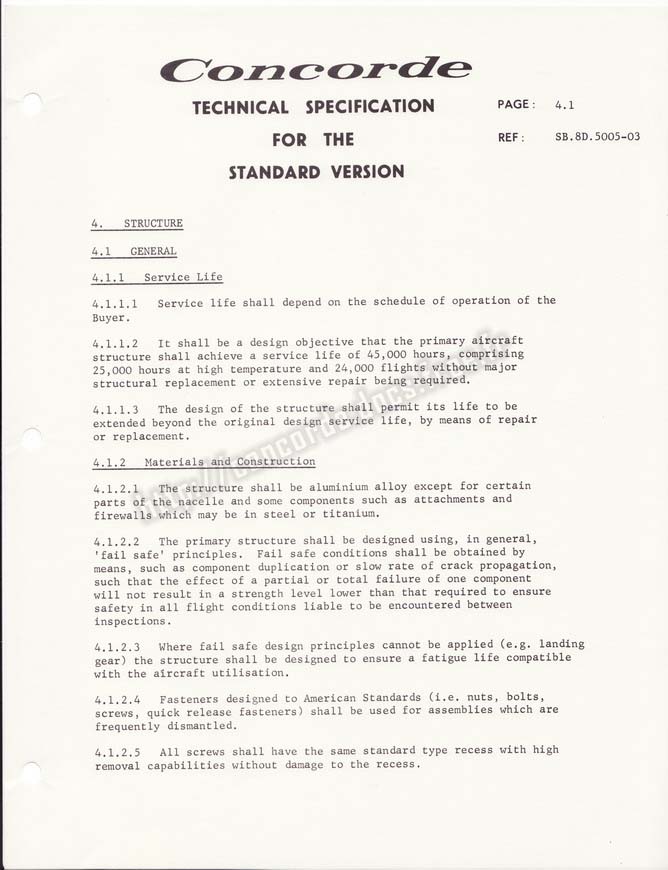 Concorde
TECHNICAL SPECIFICATION
FOR THE
STANDARD VERSION
PAGE: 4.1
REF: SB.8D.5005-03
4. STRUCTURE
4.1 GENERAL
4.1.1 Service Life
4.1.1.1 Service life shall depend on the schedule of operation of the
Buyer.
4.1.1.2 It shall be a design objective that the primary aircraft
structure shall achieve a service life of 45,000 hours, comprising
25,000 hours at high temperature and 24,000 flights without major
structural replacement or extensive repair being required.
4.1.1.3 The design of the structure shall permit its life to be
extended beyond the original design service life, by means of repair
or replacement.
4.1.2 Materials and Construction
4.1.2.1 The structure shall be aluminium alloy except for certain
parts of the nacelle and some components such as attachments and
firewalls which may be in steel or titanium.
4.1.2.2 The primary structure shall be designed using, in general,
'fail safe' principles. Fail safe conditions shall be obtained by
means, such as component duplication or slow rate of crack propagation,
such that the effect of a partial or total failure of one component
will not result in a strength level lower than that required to ensure
safety in all flight conditions liable to be encountered between
inspections.
4.1.2.3 Where fail safe design principles cannot be applied (e.g. landing
gear) the structure shall be designed to ensure a fatigue life compatible
with the aircraft utilisation.
4.1.2.4 Fasteners designed to American Standards (i.e. nuts, bolts,
screws, quick release fasteners) shall be used for assemblies which are
frequently dismantled.
4.1.2.5 All screws shall have the same standard type recess with high
removal capabilities without damage to the recess.